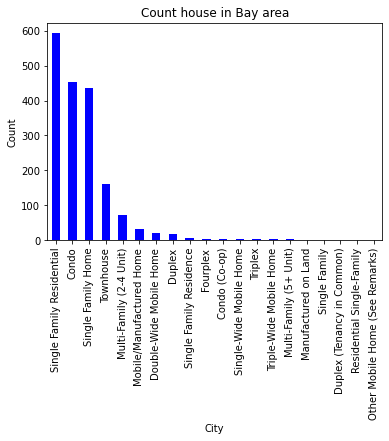 Count house in Bay area
600
500
400
300
200
100
0
Count
Single Family Residential
Condo
Single Family Home
Townhouse
Multi-Family (2-4 Unit)
Mobile/Manufactured Home
Double-Wide Mobile Home
Duplex
Single Family Residence
Fourplex
Condo (Co-op)
Single-Wide Mobile Home
Triplex
Triple-Wide Mobile Home
Multi-Family (5+ Unit)
Manufactured on Land
Single Family
Duplex (Tenancy in Common)
Residential Single-Family
Other Mobile Home (See Remarks)
City